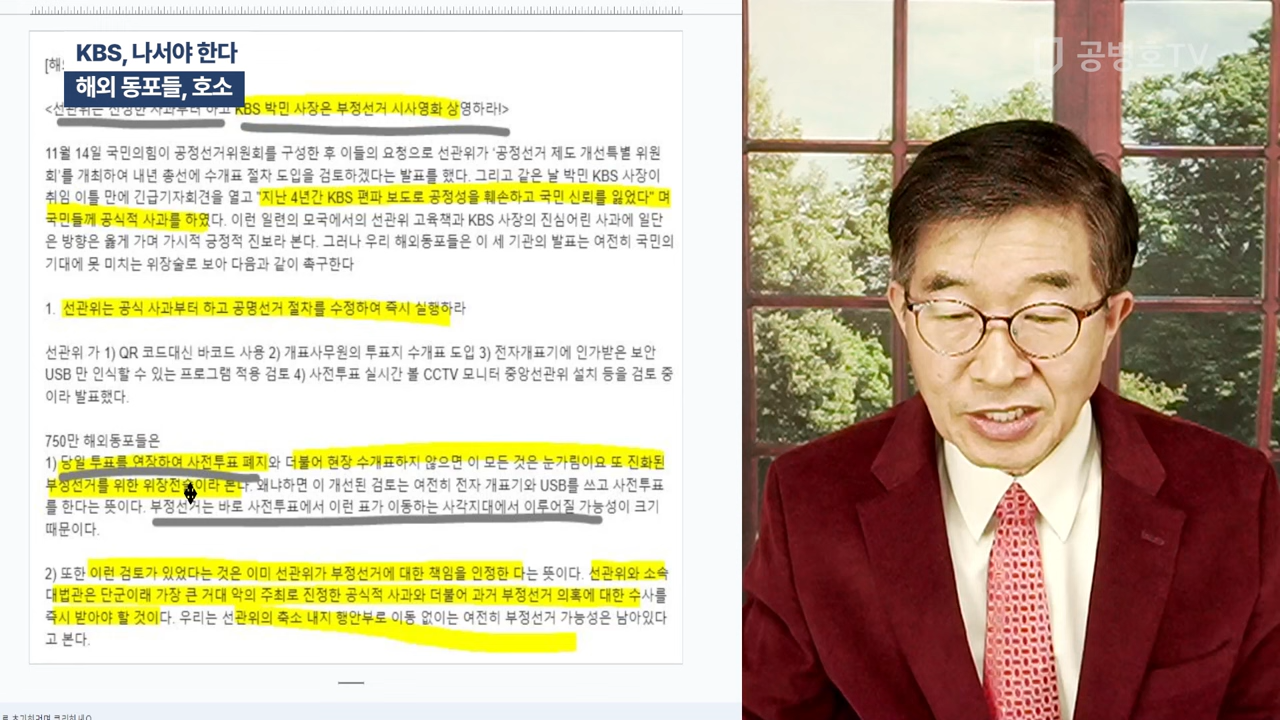 KBS, 나서야 한다
해외 동포들, 호소
공병호TV
[해
<선관위는 진정한 사과부터 하고 KBS 박민 사장은 부정선거 시사영화 상영하라!>
11월 14일 국민의힘이 공정선거위원회를 구성한 후 이들의 요청으로 선관위가 ‘공정선거 제도 개선특별 위원
회’를 개최하여 내년 총선에 수개표 절차 도입을 검토하겠다는 발표를 했다. 그리고 같은 날 박민 KBS 사장이
취임 이틀 만에 긴급기자회견을 열고 "지난 4년간 KBS 편파 보도로 공정성을 훼손하고 국민 신뢰를 잃었다" 며
국민들께 공식적 사과를 하였다. 이런 일련의 모국에서의 선관위 고육책과 KBS 사장의 진심어린 사과에 일단
은 방향은 옳게 가며 가시적 긍정적 진보라 본다. 그러나 우리 해외동포들은 이 세 기관의 발표는 여전히 국민의
기대에 못 미치는 위장술로 보아 다음과 같이 촉구한다
1. 선관위는 공식 사과부터 하고 공명선거 절차를 수정하여 즉시 실행하라
선관위 가 1) QR 코드대신 바코드 사용 2) 개표사무원의 투표지 수개표 도입 3) 전자개표기에 인가받은 보안
USB 만 인식할 수 있는 프로그램 적용 검토 4) 사전투표 실시간 볼 CCTV 모니터 중앙선관위 설치 등을 검토 중
이라 발표했다.
750만 해외동포들은
1) 당일 투표를 연장하여 사전투표 폐지와 더불어 현장 수개표하지 않으면 이 모든 것은 눈가림이요 또 진화된
부정선거를 위한 위장전술이라 본다. 왜냐하면 이 개선된 검토는 여전히 전자 개표기와 USB를 쓰고 사전투표
를 한다는 뜻이다. 부정선거는 바로 사전투표에서 이런 표가 이동하는 사각지대에서 이루어질 가능성이 크기
때문이다.
2) 또한 이런 검토가 있었다는 것은 이미 선관위가 부정선거에 대한 책임을 인정한 다는 뜻이다. 선관위와 소속
대법관은 단군이래 가장 큰 거대 악의 주최로 진정한 공식적 사과와 더불어 과거 부정선거 의혹에 대한 수사를
즉시 받아야 할 것이다. 우리는 선관위의 축소 내지 행안부로 이동 없이는 여전히 부정선거 가능성은 남아있다
고 본다.